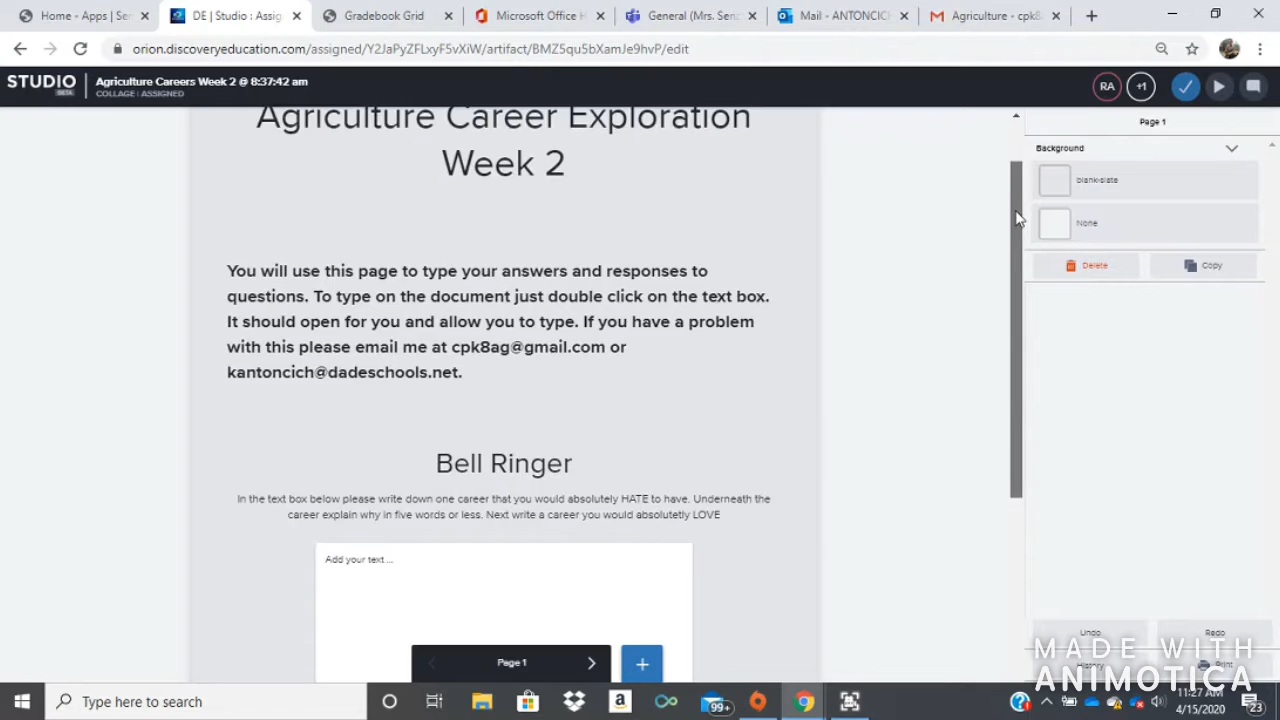 Home - Apps | Ser
DE | Studio : Assig
Gradebook Grid
Microsoft Office H
General (Mrs. Senc
Mail - ANTONCICH
Agriculture - cpk8a
orion.discoveryeducation.com/assigned/Y2JaPyZFLxyF5vXiW/artifact/BMZ5qu5bXamJe9hvP/edit
STUDIO
BETA
Agriculture Careers Week 2 @ 8:37:42 am
COLLAGE | ASSIGNED
RA
+1
Agriculture Career Exploration
Week 2
You will use this page to type your answers and responses to
questions. To type on the document just double click on the text box.
It should open for you and allow you to type. If you have a problem
with this please email me at cpk8ag@gmail.com or
kantoncich@dadeschools.net.
Bell Ringer
In the text box below please write down one career that you would absolutely HATE to have. Underneath the
career explain why in five words or less. Next write a career you would absolutetly LOVE
Add your text ...
Page 1
Page 1
Background
blank-slate
None
Delete
Copy
Undo
Redo
History
Print
MADE WITH
ANIMOTICA
Type here to search
99+
11:27 AM
4/15/2020
23